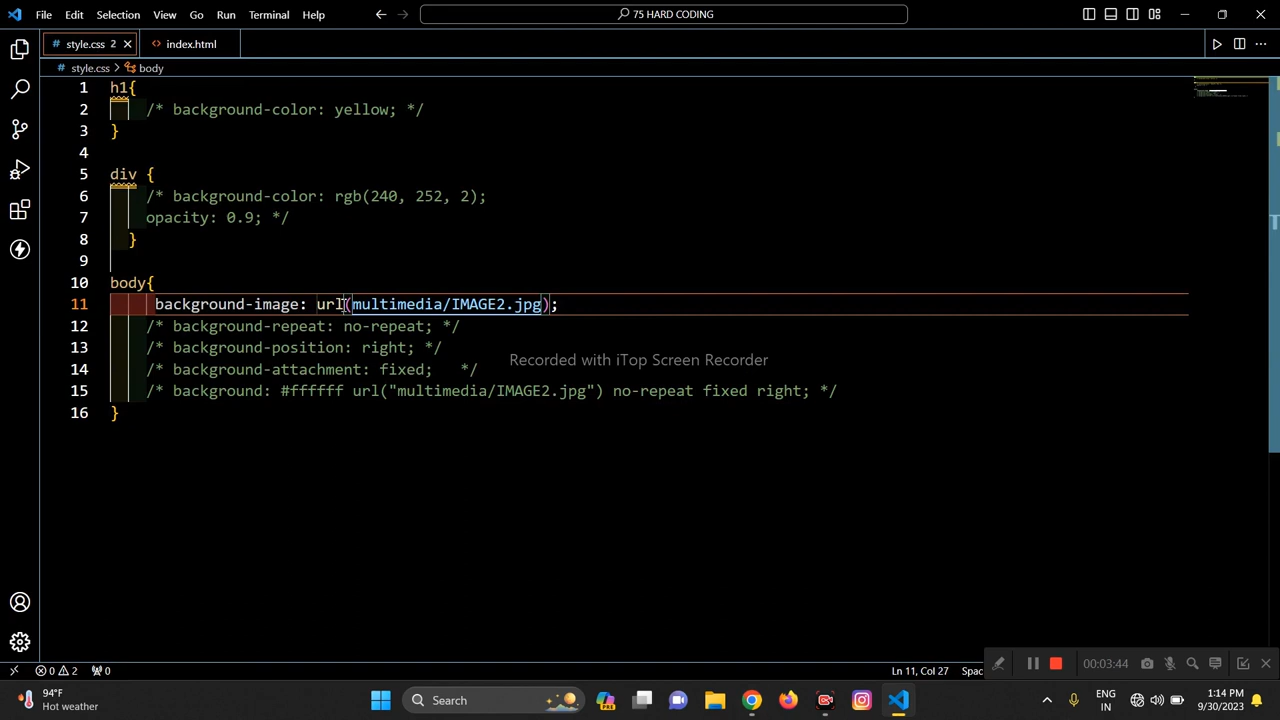 File Edit Selection View Go Run Terminal Help
75 HARD CODING
style.css 2
index.html
style.css > body
1 h1{
2 /* background-color: yellow; */
3 }
4
5 div {
6 /* background-color: rgb(240, 252, 2);
7 opacity: 0.9; */
8 }
9
10 body{
11 background-image: url(multimedia/IMAGE2.jpg);
12 /* background-repeat: no-repeat; */
13 /* background-position: right; */
14 /* background-attachment: fixed; */
15 /* background: #ffffff url("multimedia/IMAGE2.jpg") no-repeat fixed right; */
16 }
Recorded with iTop Screen Recorder
0 2 0
Ln 11, Col 27 Spac
00:03:44
94°F
Hot weather
Search
PRE
ENG
IN
1:14 PM
9/30/2023